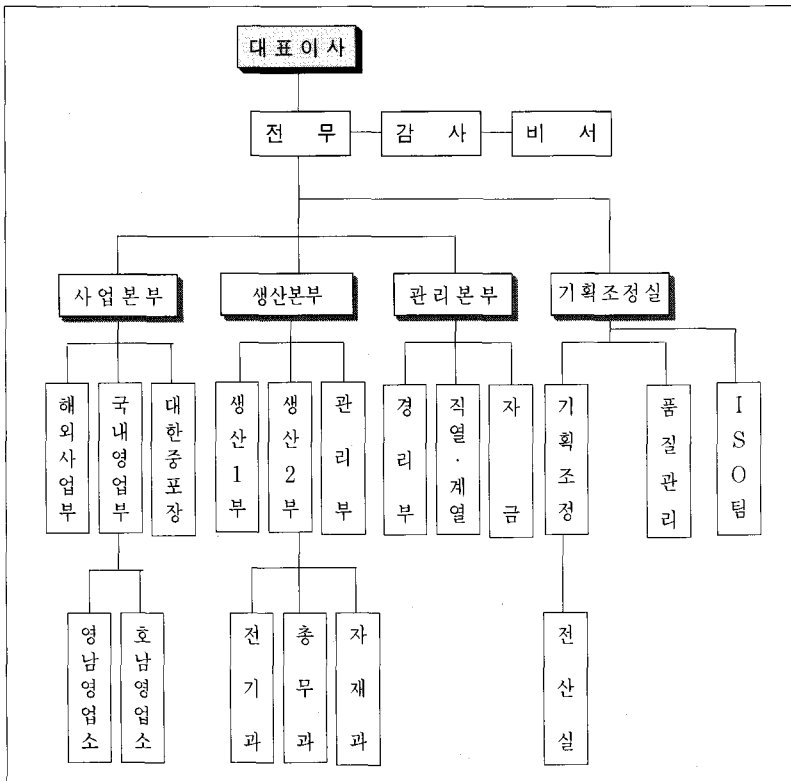 대표이사
전 무
감 사
비 서
사업본부
생산본부
관리본부
기획조정실
해외사업부
국내영업부
대한중포장
생산1부
생산2부
관리부
경리부
직열·계열
자금
기획조정
품질관리
ISO팀
영남영업소
호남영업소
전기과
총무과
자재과
전산실